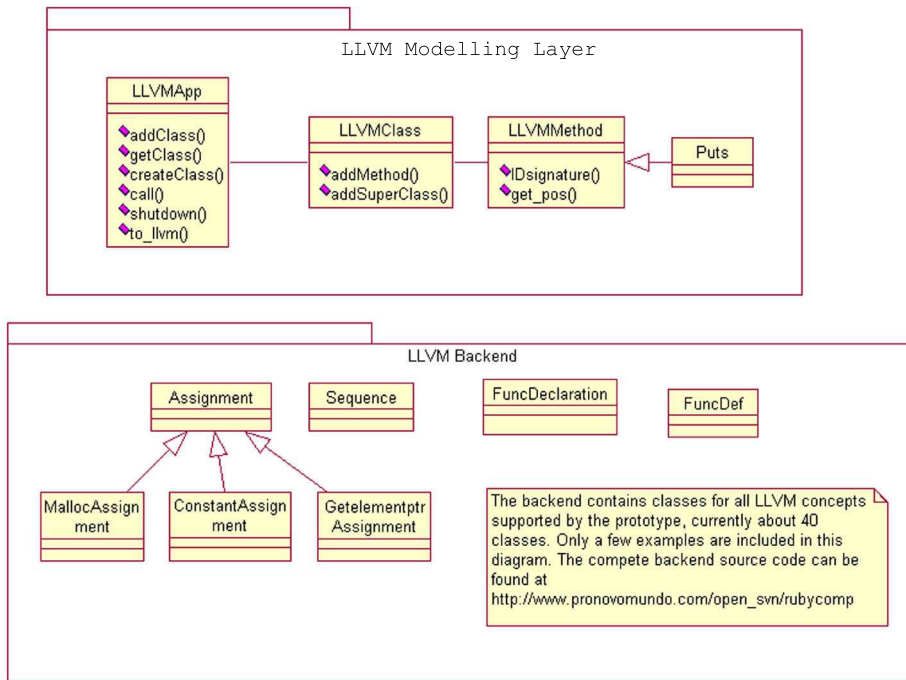 LLVM Modelling Layer
LLVMApp
addClass()
getClass()
createClass()
call()
shutdown()
to_llvm()
LLVMClass
addMethod()
addSuperClass()
LLVMMethod
IDsignature()
get_pos()
Puts
LLVM Backend
Assignment
Sequence
FuncDeclaration
FuncDef
MallocAssign
nment
ConstantAssig
nment
Getelementptr
Assignment
The backend contains classes for all LLVM concepts
supported by the prototype, currently about 40
classes. Only a few examples are included in this
diagram. The compete backend source code can be
found at
http://www.pronovomundo.com/open_svn/rubycomp